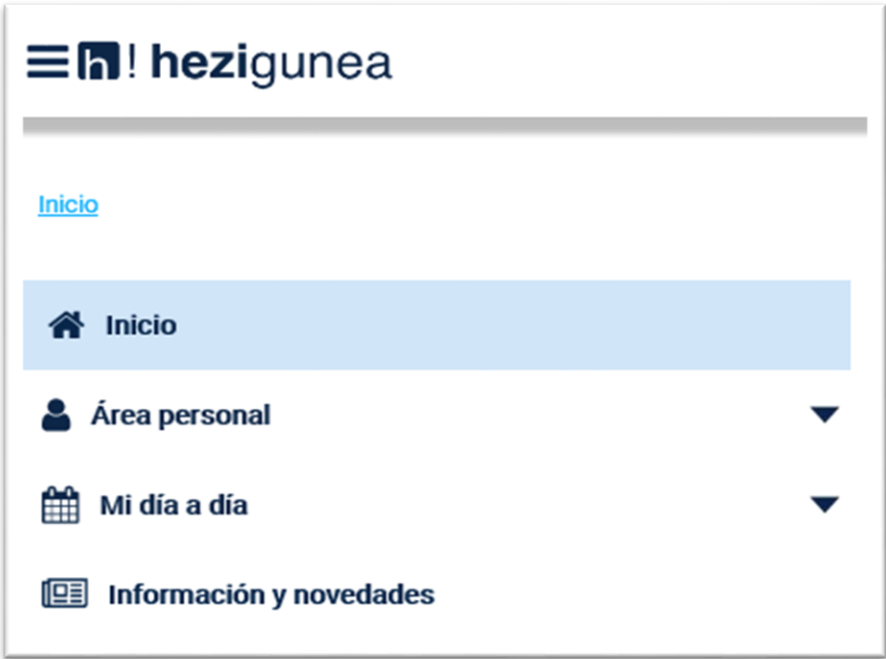 h! hezigunea
Inicio
Inicio
Área personal
Mi día a día
Información y novedades